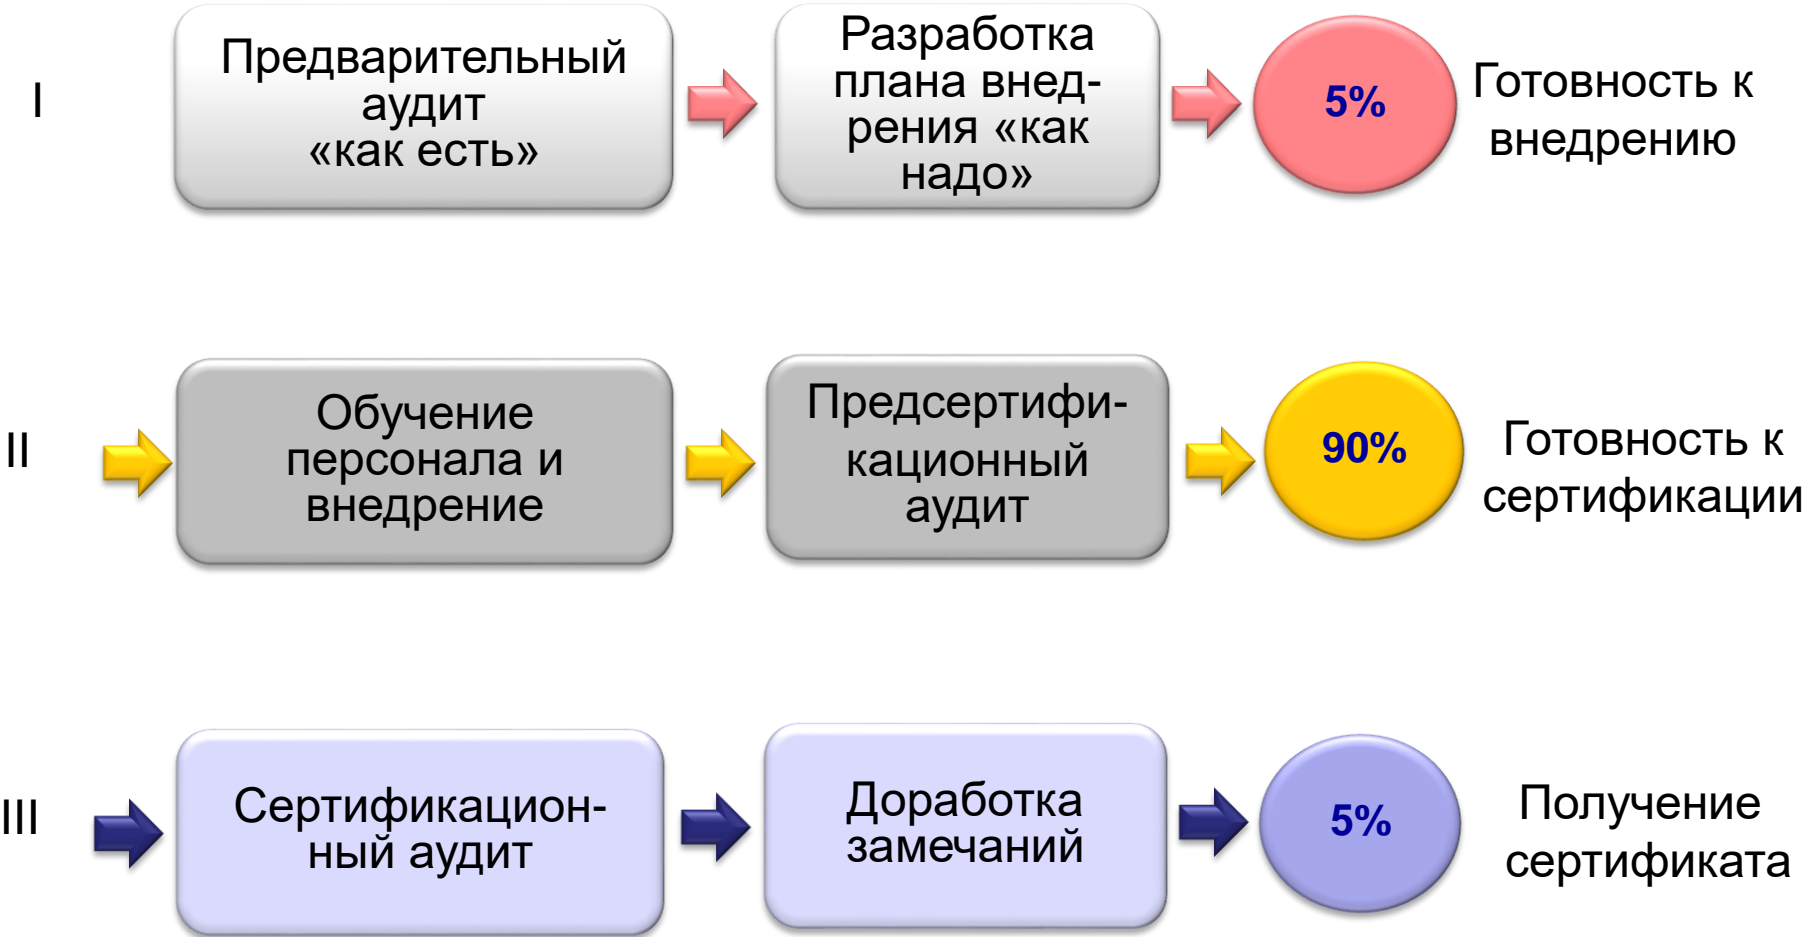 I
Предварительный
аудит
«как есть»
Разработка
плана внед-
рения «как
надо»
5%
Готовность к
внедрению
II
Обучение
персонала и
внедрение
Предсертифи-
кационный
аудит
90%
Готовность к
сертификации
III
Сертификацион-
ный аудит
Доработка
замечаний
5%
Получение
сертификата